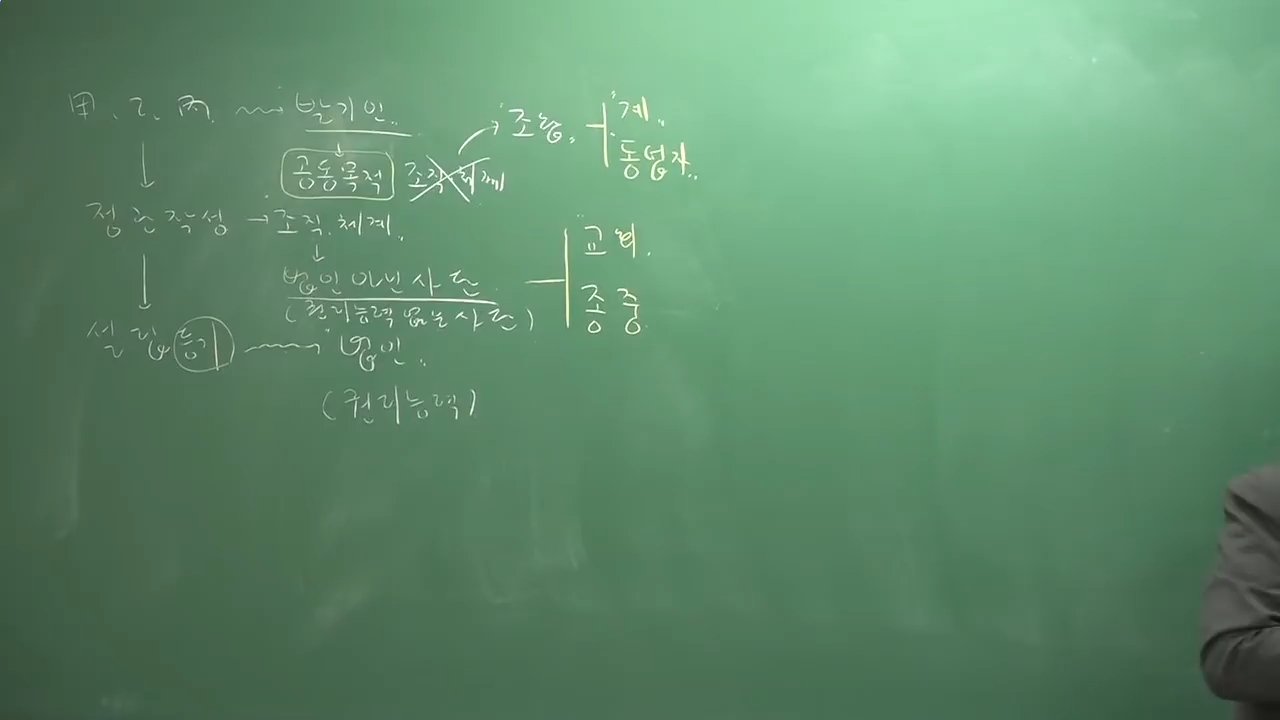 甲. 乙. 丙. → 발기인..
↓
공동목적 조직.체계 → 조합. 계..
동업자..
정관작성 → 조직.체계..
↓
법인아닌사단 교회.
(권리능력 없는 사단) 종중.
설립등기 → 법인..
(권리능력)